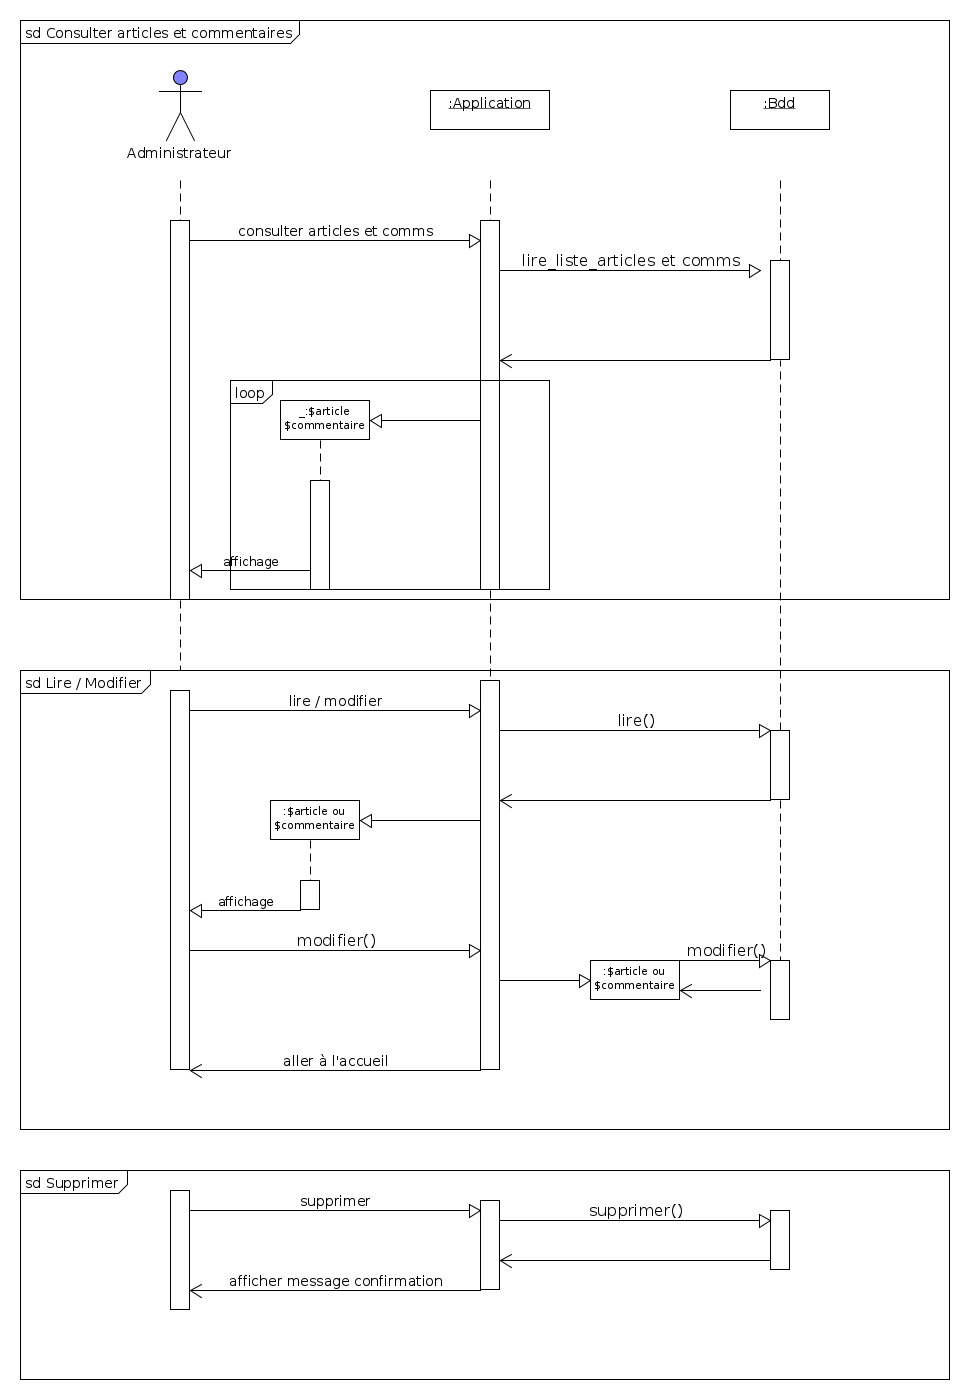 sd Consulter articles et commentaires
:Application
:Bdd
Administrateur
consulter articles et comms
lire_liste_articles et comms
loop
_:$article
$commentaire
affichage
sd Lire / Modifier
lire / modifier
lire()
:$article ou
$commentaire
affichage
modifier()
modifier()
:$article ou
$commentaire
aller à l'accueil
sd Supprimer
supprimer
supprimer()
afficher message confirmation